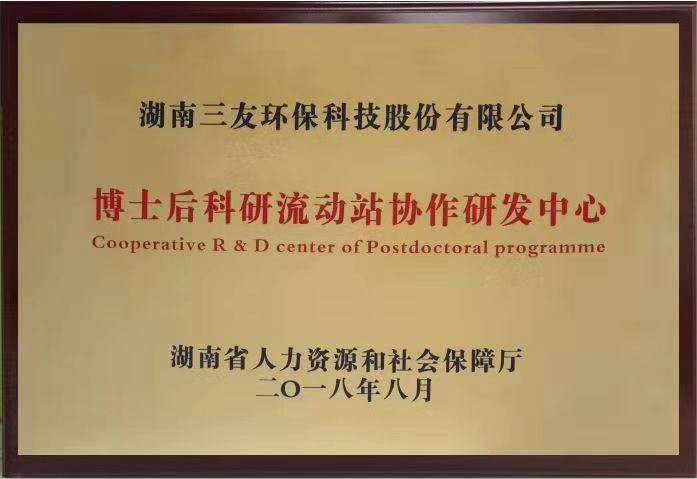 湖南三友环保科技股份有限公司
博士后科研流动站协作研发中心
Cooperative R & D center of Postdoctoral programme
湖南省人力资源和社会保障厅
二〇一八年八月